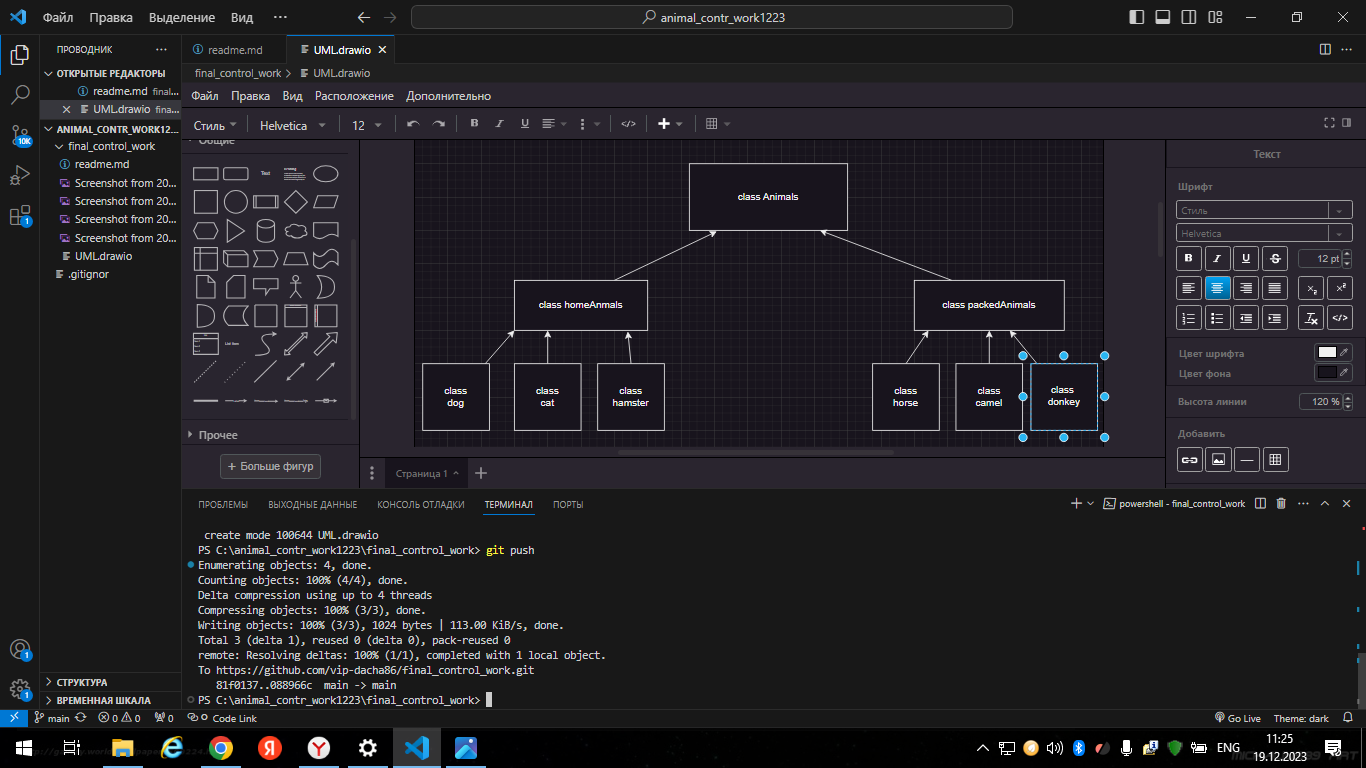 Файл Правка Выделение Вид ··· animal_contr_work1223
ПРОВОДНИК ···
ОТКРЫТЫЕ РЕДАКТОРЫ
readme.md final...
UML.drawio fina...
ANIMAL_CONTR_WORK12...
final_control_work
readme.md
Screenshot from 20...
Screenshot from 20...
Screenshot from 20...
Screenshot from 20...
UML.drawio
.gitignor
СТРУКТУРА
ВРЕМЕННАЯ ШКАЛА
10K
1
1
1
readme.md UML.drawio
final_control_work > UML.drawio
Файл Правка Вид Расположение Дополнительно
Стиль Helvetica 12 B I U </>
Общие
Text
List Item
Прочее
+ Больше фигур
class Animals
class homeAnmals
class packedAnimals
class
dog
class
cat
class
hamster
class
horse
class
camel
class
donkey
Страница 1
Текст
Шрифт
Стиль
Helvetica
B I U S 12 pt
Цвет шрифта
Цвет фона
Высота линии 120 %
Добавить
ПРОБЛЕМЫ ВЫХОДНЫЕ ДАННЫЕ КОНСОЛЬ ОТЛАДКИ ТЕРМИНАЛ ПОРТЫ
powershell - final_control_work
create mode 100644 UML.drawio
PS C:\animal_contr_work1223\final_control_work> git push
Enumerating objects: 4, done.
Counting objects: 100% (4/4), done.
Delta compression using up to 4 threads
Compressing objects: 100% (3/3), done.
Writing objects: 100% (3/3), 1024 bytes | 113.00 KiB/s, done.
Total 3 (delta 1), reused 0 (delta 0), pack-reused 0
remote: Resolving deltas: 100% (1/1), completed with 1 local object.
To https://github.com/vip-dacha86/final_control_work.git
81f0137..088966c main -> main
PS C:\animal_contr_work1223\final_control_work>
main 0 0 0 Code Link Go Live Theme: dark
ENG
11:25
19.12.2023